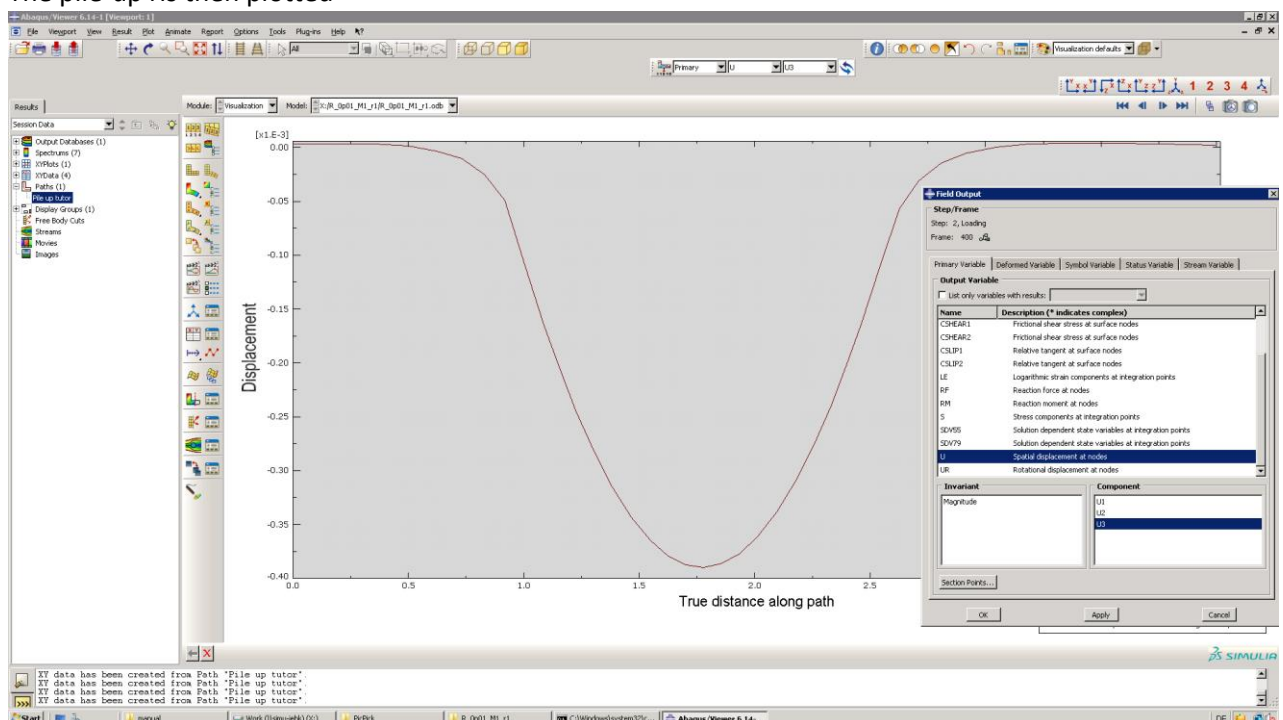 The pile-up XS then plotted
Abaqus/Viewer 6.14-1 [Viewport: 1]
File Viewport View Result Plot Animate Report Options Tools Plug-ins Help
All
Visualization defaults
Primary U U3
1 2 3 4
Results
Module: Visualization Model: X:/R_0p01_M1_r1/R_0p01_M1_r1.odb
Session Data
Output Databases (1)
Spectrums (7)
XYPlots (1)
XYData (4)
Paths (1)
Pile up tutor
Display Groups (1)
Free Body Cuts
Streams
Movies
Images
[x1.E-3]
0.00
-0.05
-0.10
-0.15
-0.20
-0.25
-0.30
-0.35
-0.40
Displacement
0.0 0.5 1.0 1.5 2.0 2.5
True distance along path
Field Output
Step/Frame
Step: 2, Loading
Frame: 400
Primary Variable Deformed Variable Symbol Variable Status Variable Stream Variable
Output Variable
List only variables with results:
Name Description (* indicates complex)
CSHEAR1 Frictional shear stress at surface nodes
CSHEAR2 Frictional shear stress at surface nodes
CSLIP1 Relative tangent at surface nodes
CSLIP2 Relative tangent at surface nodes
LE Logarithmic strain components at integration points
RF Reaction force at nodes
RM Reaction moment at nodes
S Stress components at integration points
SDV55 Solution dependent state variables at integration points
SDV79 Solution dependent state variables at integration points
U Spatial displacement at nodes
UR Rotational displacement at nodes
Invariant Component
Magnitude
U1
U2
U3
Section Points...
OK Apply Cancel
SIMULIA
XY data has been created from Path "Pile up tutor".
XY data has been created from Path "Pile up tutor".
XY data has been created from Path "Pile up tutor".
XY data has been created from Path "Pile up tutor".
Start manual PicPick R_0p01_M1_r1 Abaqus/Viewer 6.14-... DE